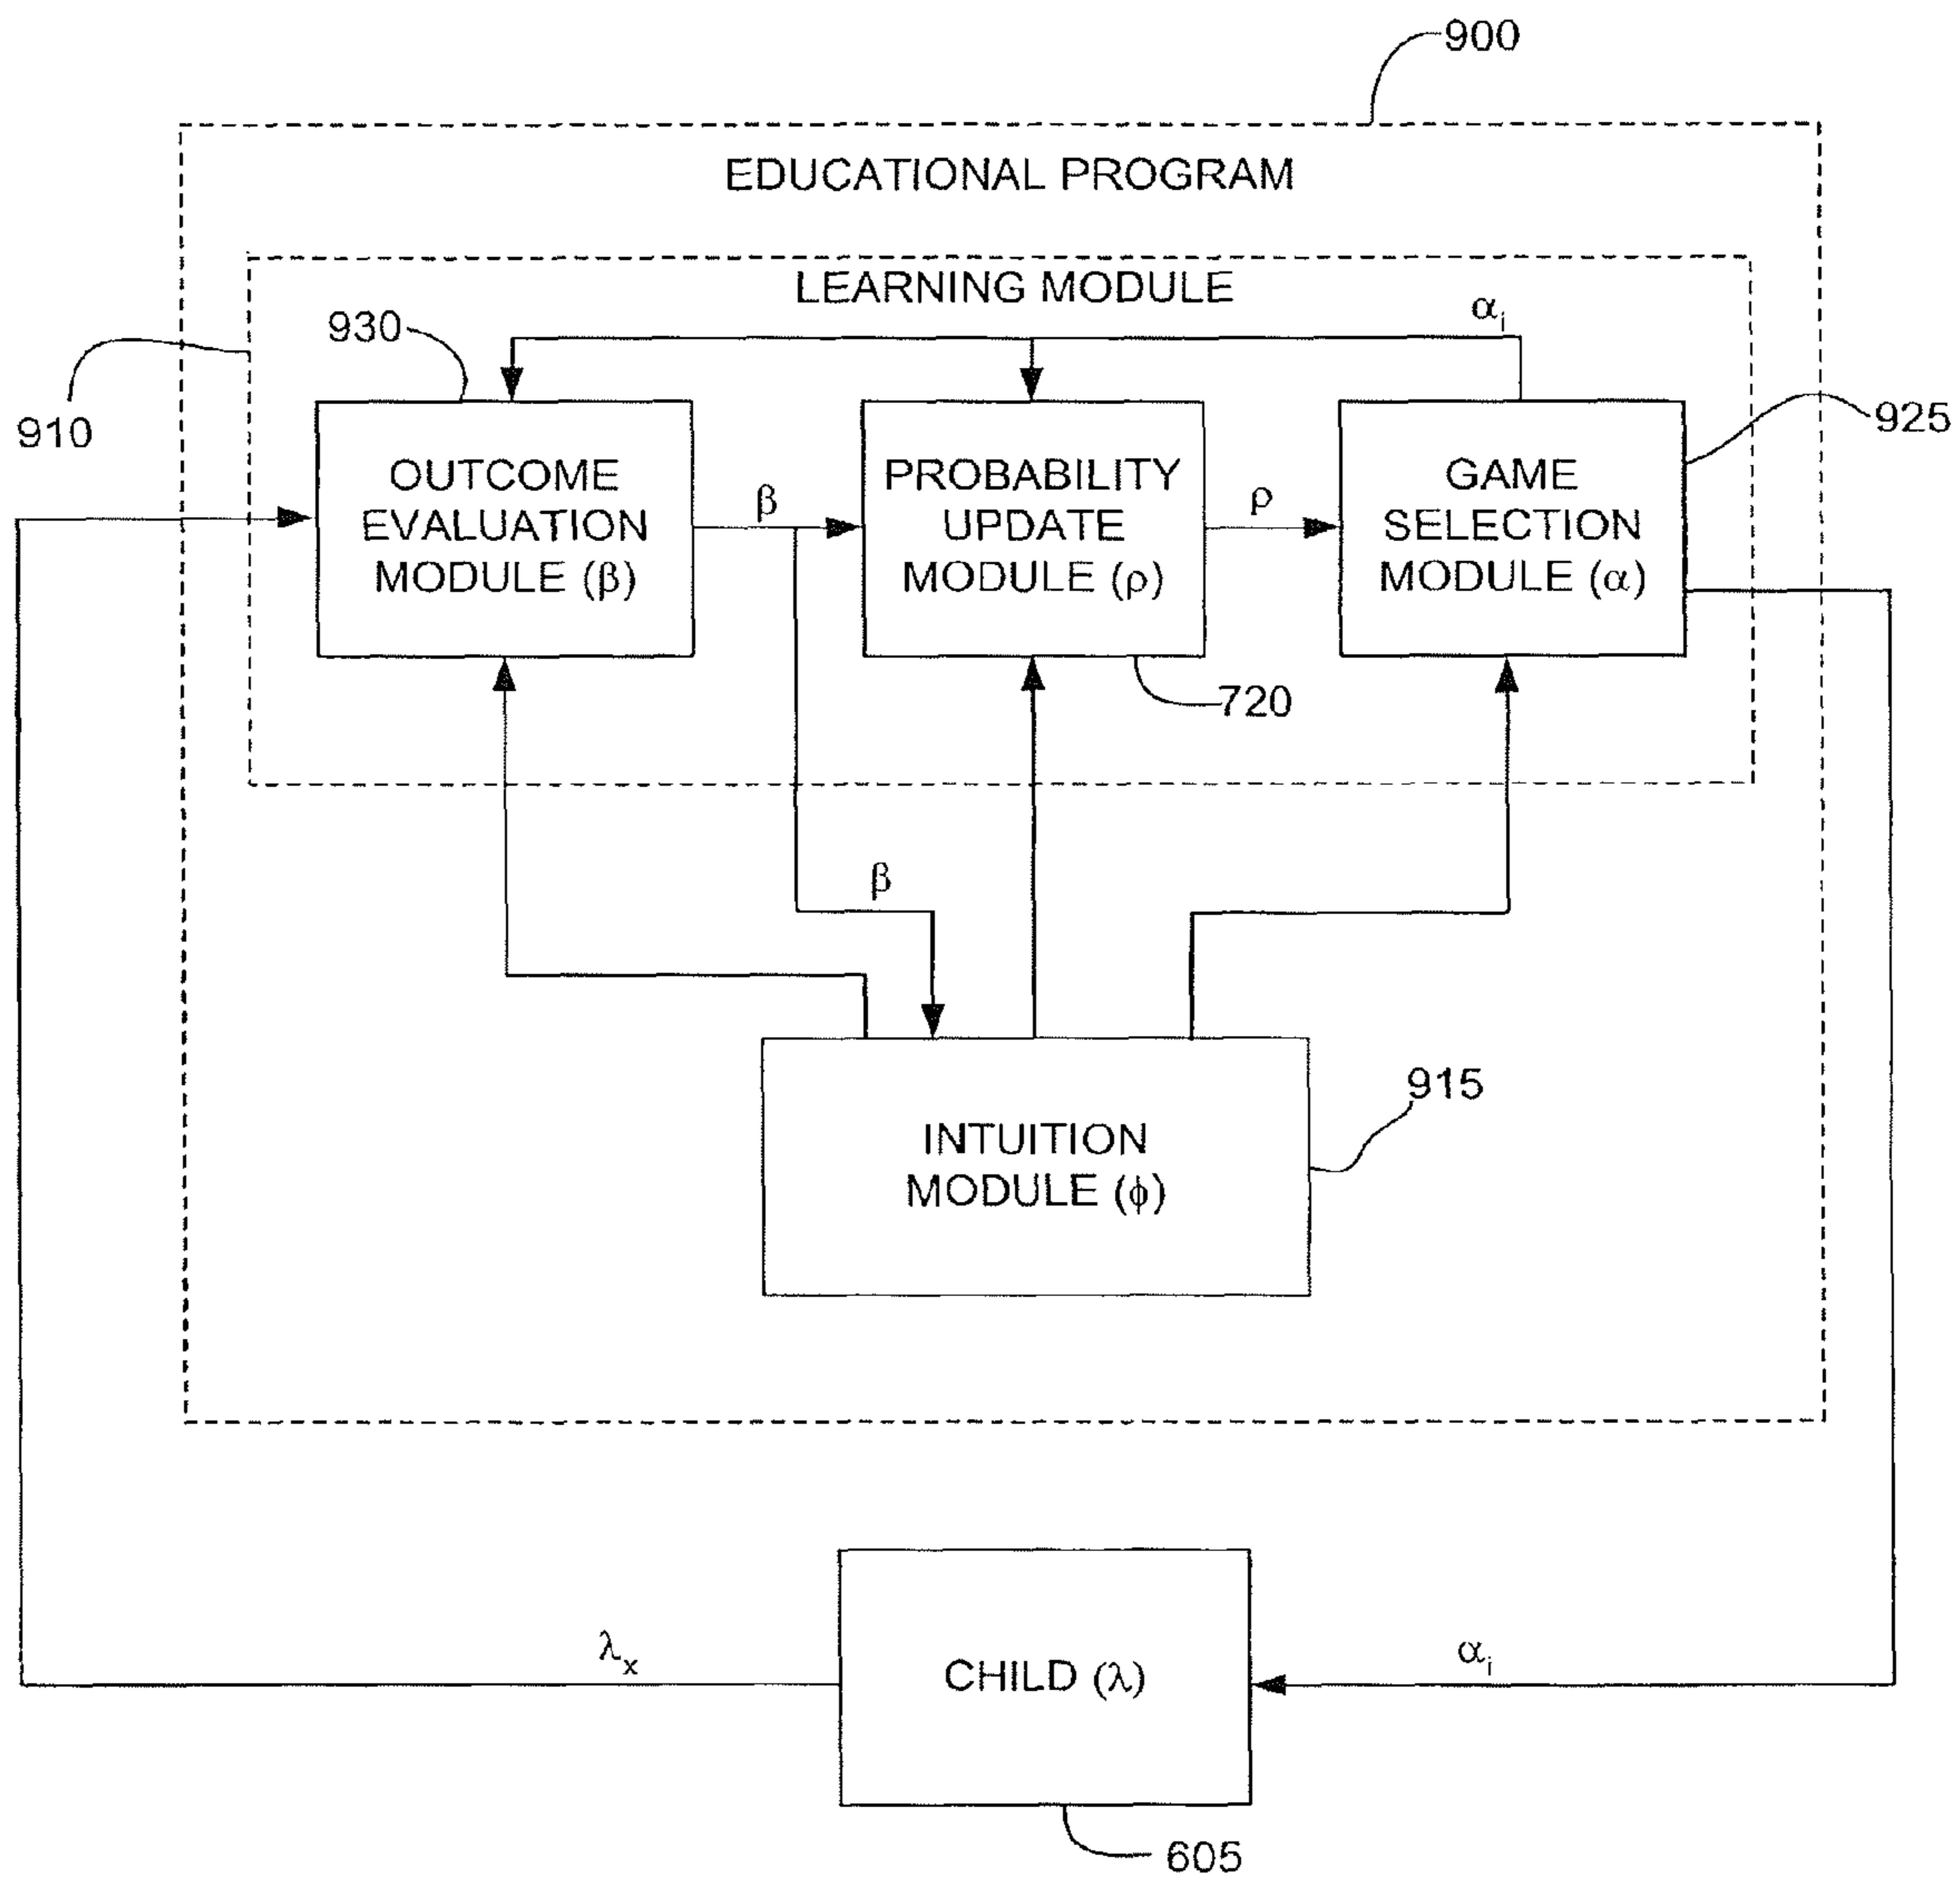 900
EDUCATIONAL PROGRAM
LEARNING MODULE
αi
930
910
925
OUTCOME
EVALUATION
MODULE (β)
β
PROBABILITY
UPDATE
MODULE (ρ)
ρ
GAME
SELECTION
MODULE (α)
720
β
915
INTUITION
MODULE (ϕ)
λx
CHILD (λ)
αi
605